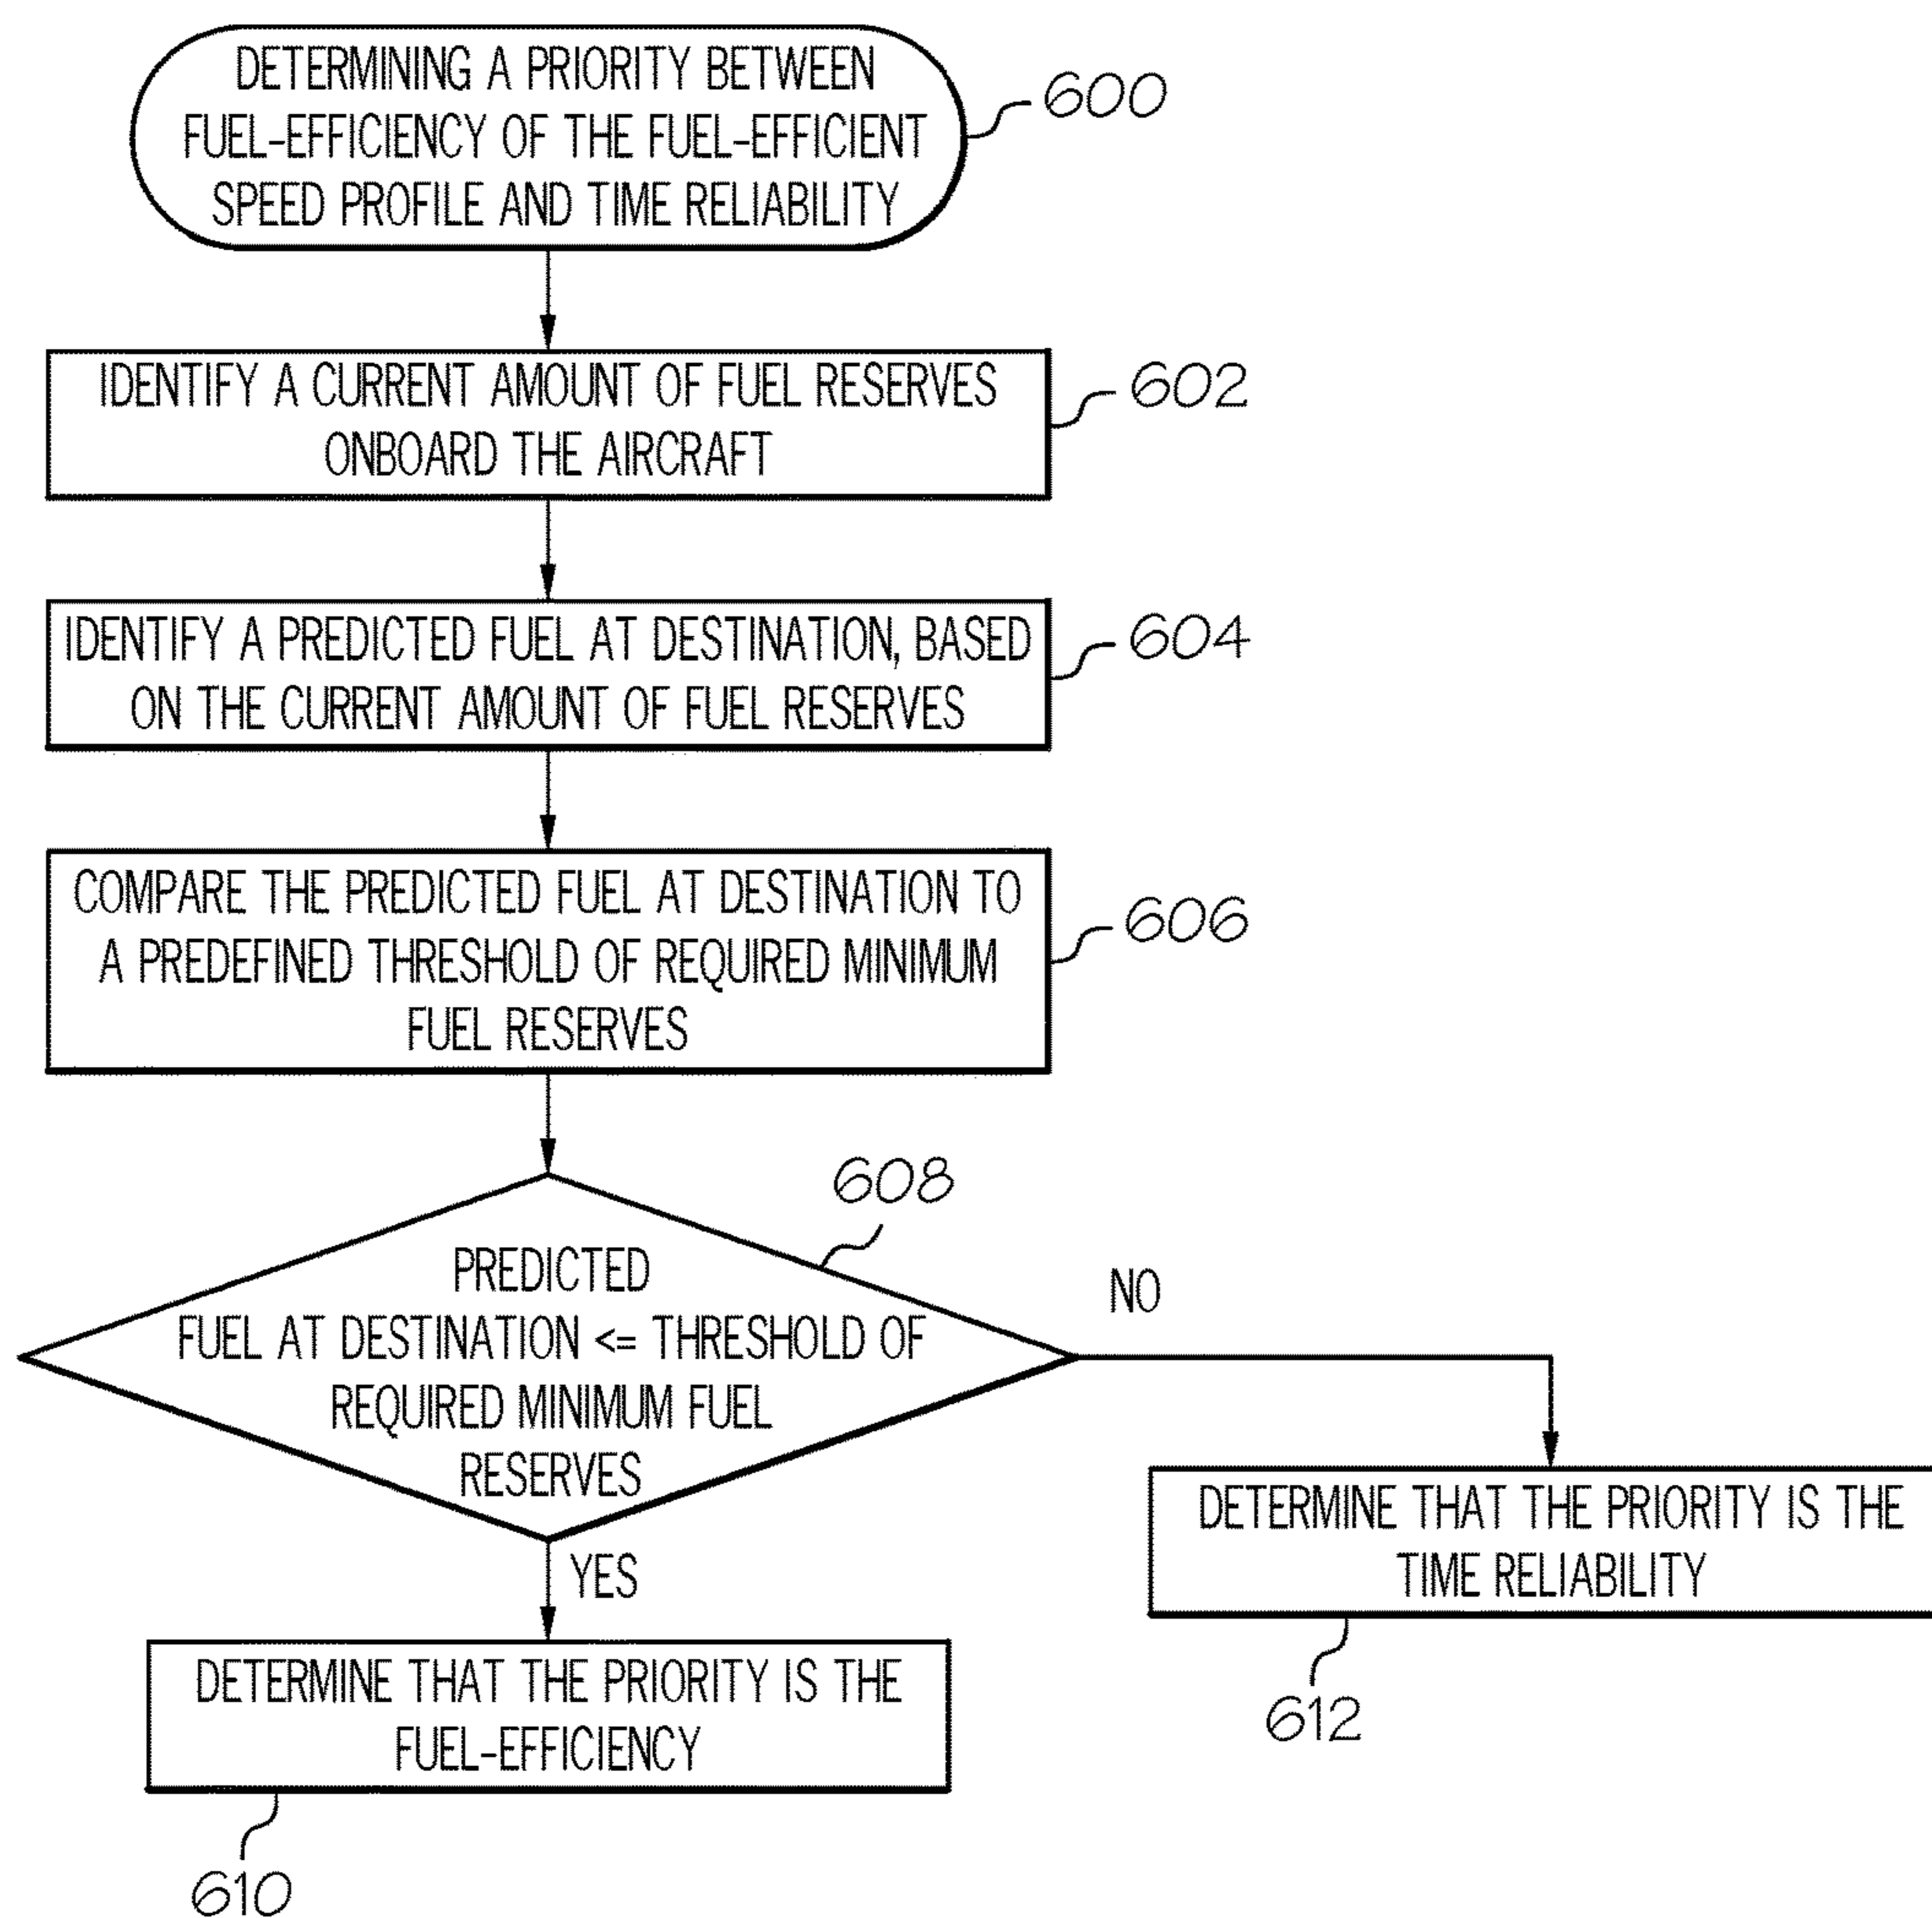 DETERMINING A PRIORITY BETWEEN
FUEL-EFFICIENCY OF THE FUEL-EFFICIENT
SPEED PROFILE AND TIME RELIABILITY
600
IDENTIFY A CURRENT AMOUNT OF FUEL RESERVES
ONBOARD THE AIRCRAFT
602
IDENTIFY A PREDICTED FUEL AT DESTINATION, BASED
ON THE CURRENT AMOUNT OF FUEL RESERVES
604
COMPARE THE PREDICTED FUEL AT DESTINATION TO
A PREDEFINED THRESHOLD OF REQUIRED MINIMUM
FUEL RESERVES
606
608
PREDICTED
FUEL AT DESTINATION <= THRESHOLD OF
REQUIRED MINIMUM FUEL
RESERVES
NO
YES
DETERMINE THAT THE PRIORITY IS THE
TIME RELIABILITY
612
DETERMINE THAT THE PRIORITY IS THE
FUEL-EFFICIENCY
610